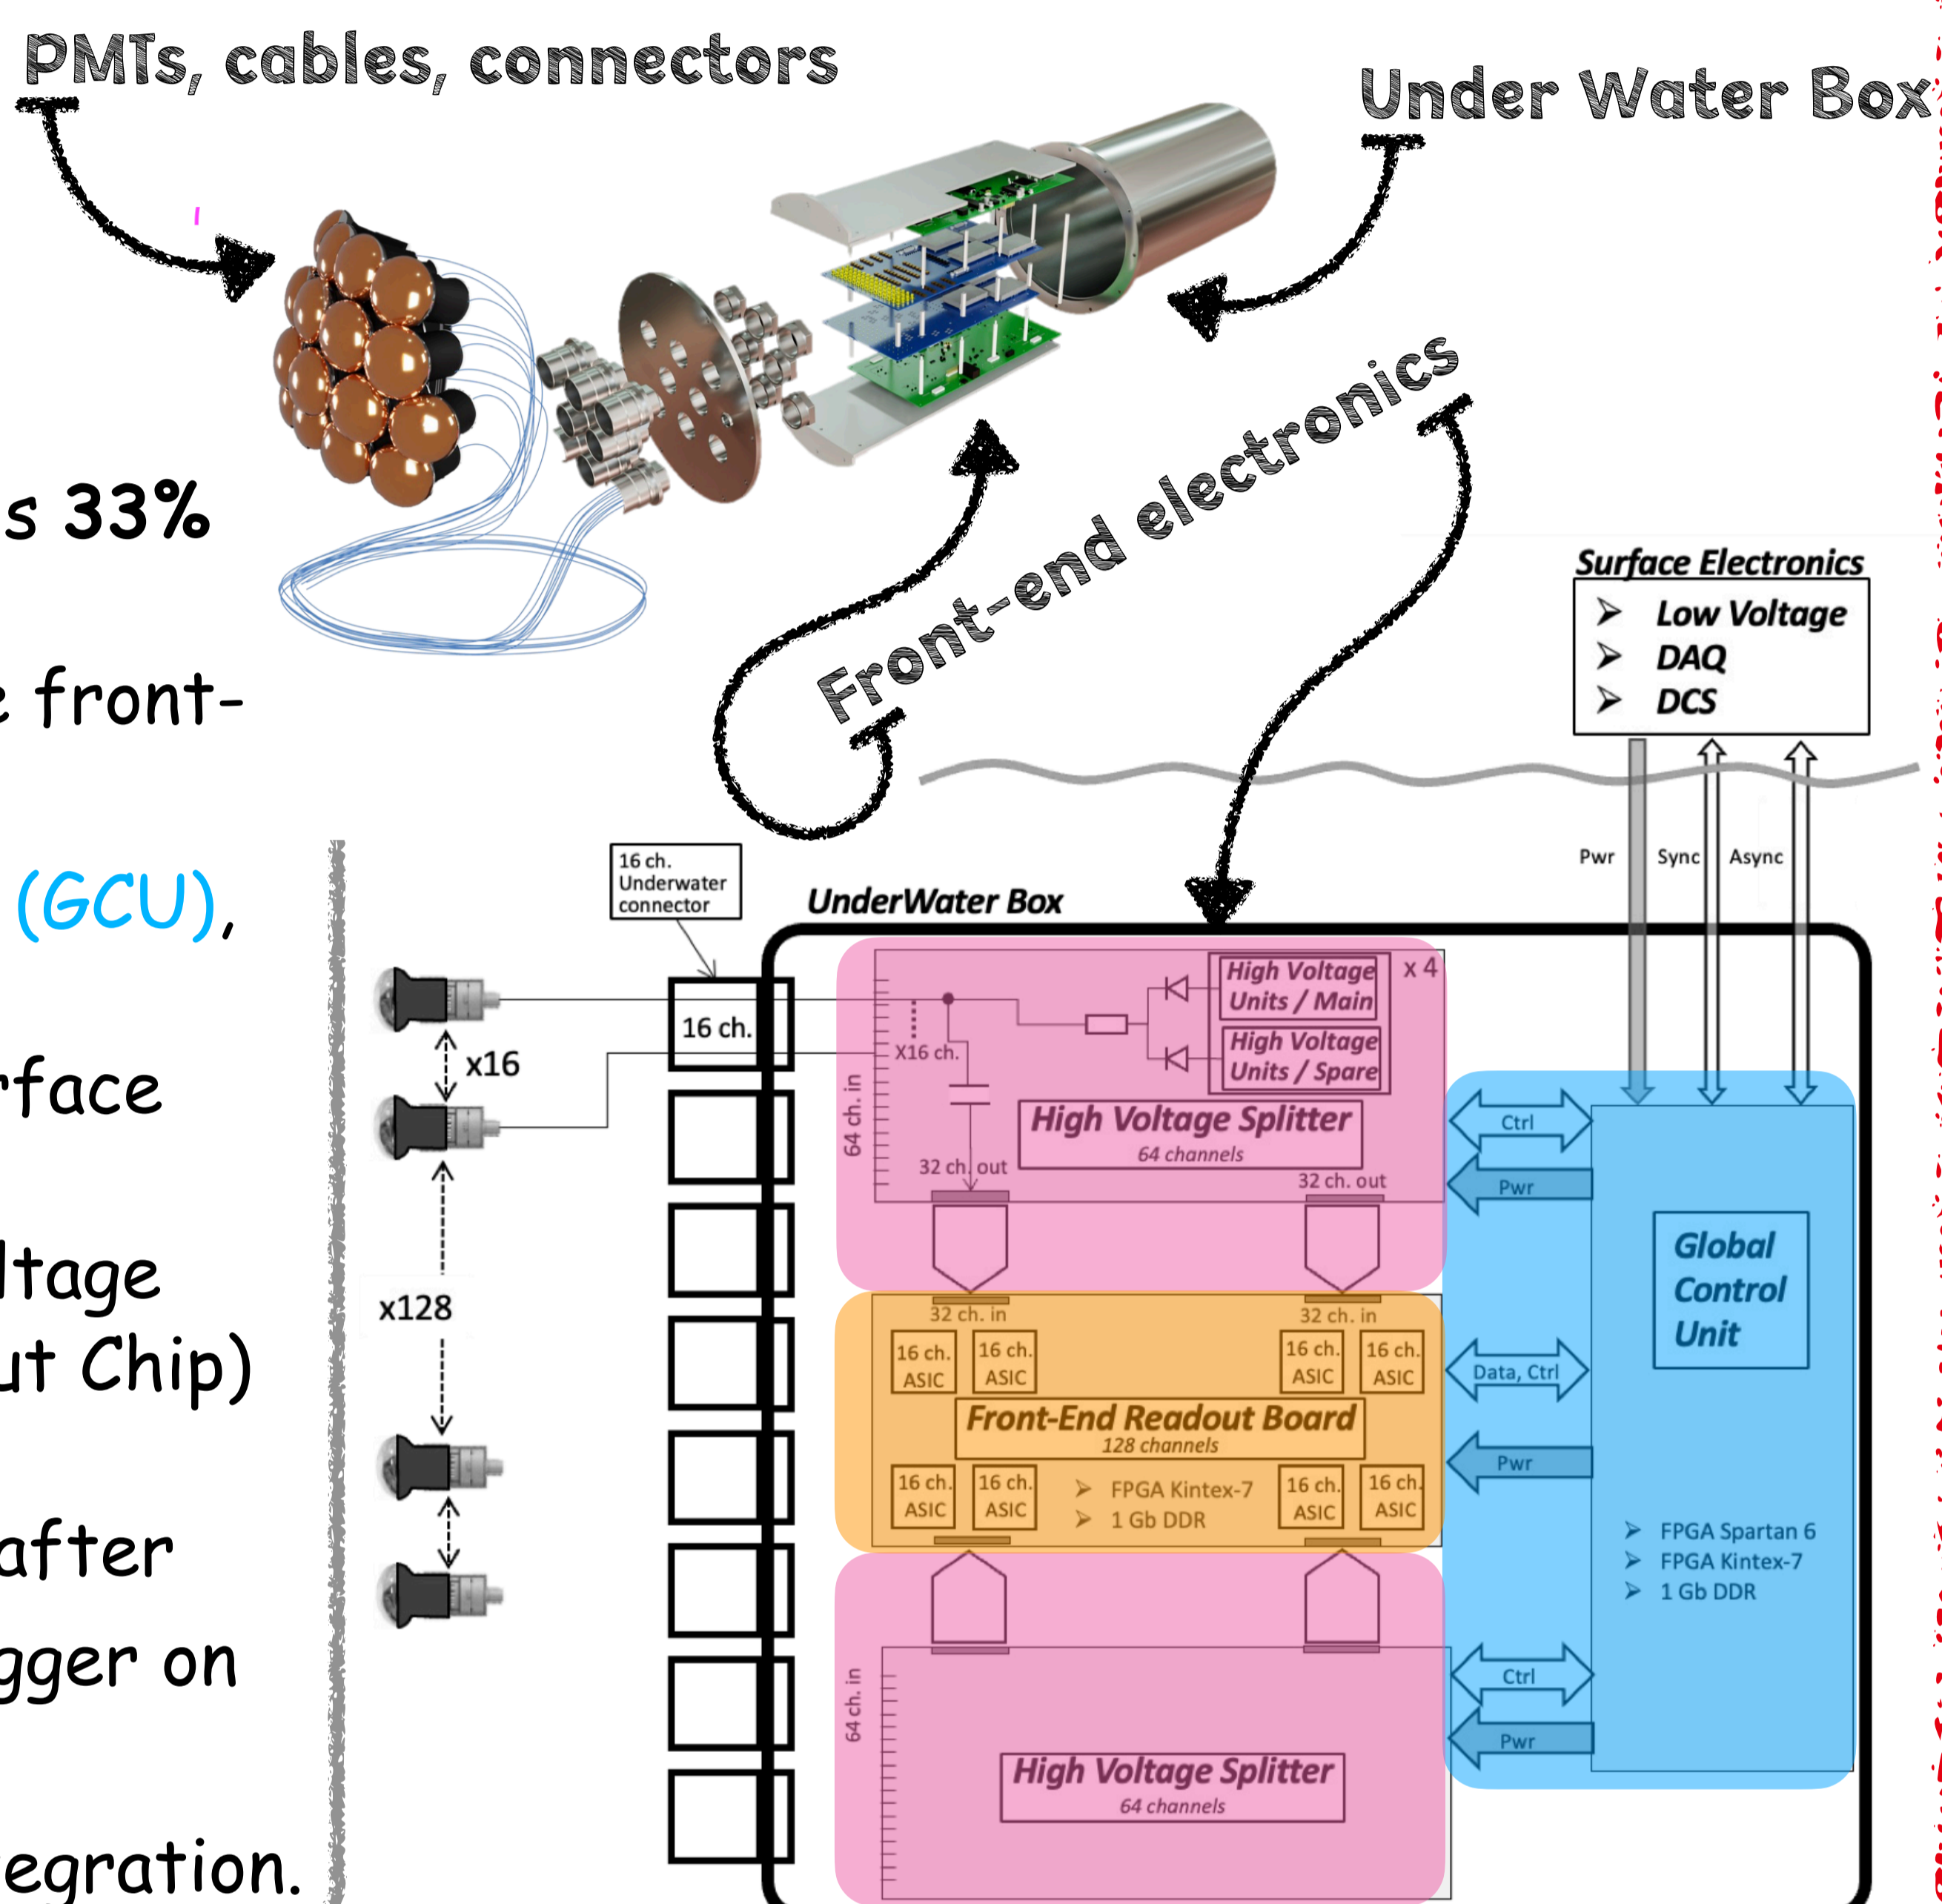 PMTs, cables, connectors
Under Water Box
s 33%
front-
(GCU),
rface
ltage
ut Chip)
after
gger on
egration.
Front-end electronics
Surface Electronics
➤ Low Voltage
➤ DAQ
➤ DCS
Pwr
Sync
Async
16 ch.
Underwater
connector
UnderWater Box
16 ch.
x16
x128
High Voltage
Units / Main
x 4
High Voltage
Units / Spare
X16 ch.
64 ch. in
High Voltage Splitter
64 channels
32 ch. out
32 ch. out
Ctrl
Pwr
Global
Control
Unit
32 ch. in
32 ch. in
16 ch.
ASIC
16 ch.
ASIC
16 ch.
ASIC
16 ch.
ASIC
Data, Ctrl
Front-End Readout Board
128 channels
Pwr
16 ch.
ASIC
16 ch.
ASIC
➤ FPGA Kintex-7
➤ 1 Gb DDR
16 ch.
ASIC
16 ch.
ASIC
➤ FPGA Spartan 6
➤ FPGA Kintex-7
➤ 1 Gb DDR
64 ch. in
Ctrl
Pwr
High Voltage Splitter
64 channels